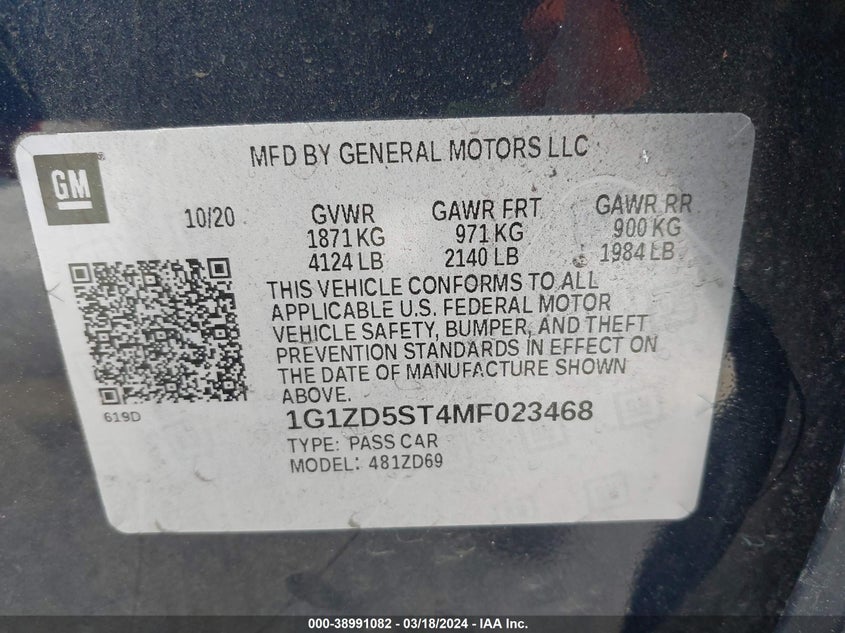 MFD BY GENERAL MOTORS LLC
GM
10/20 GVWR GAWR FRT GAWR RR
1871 KG 971 KG 900 KG
4124 LB 2140 LB 1984 LB
THIS VEHICLE CONFORMS TO ALL
APPLICABLE U.S. FEDERAL MOTOR
VEHICLE SAFETY, BUMPER, AND THEFT
PREVENTION STANDARDS IN EFFECT ON
THE DATE OF MANUFACTURE SHOWN
ABOVE.
619D
1G1ZD5ST4MF023468
TYPE: PASS CAR
MODEL: 481ZD69
000-38991082 - 03/18/2024 - IAA Inc.